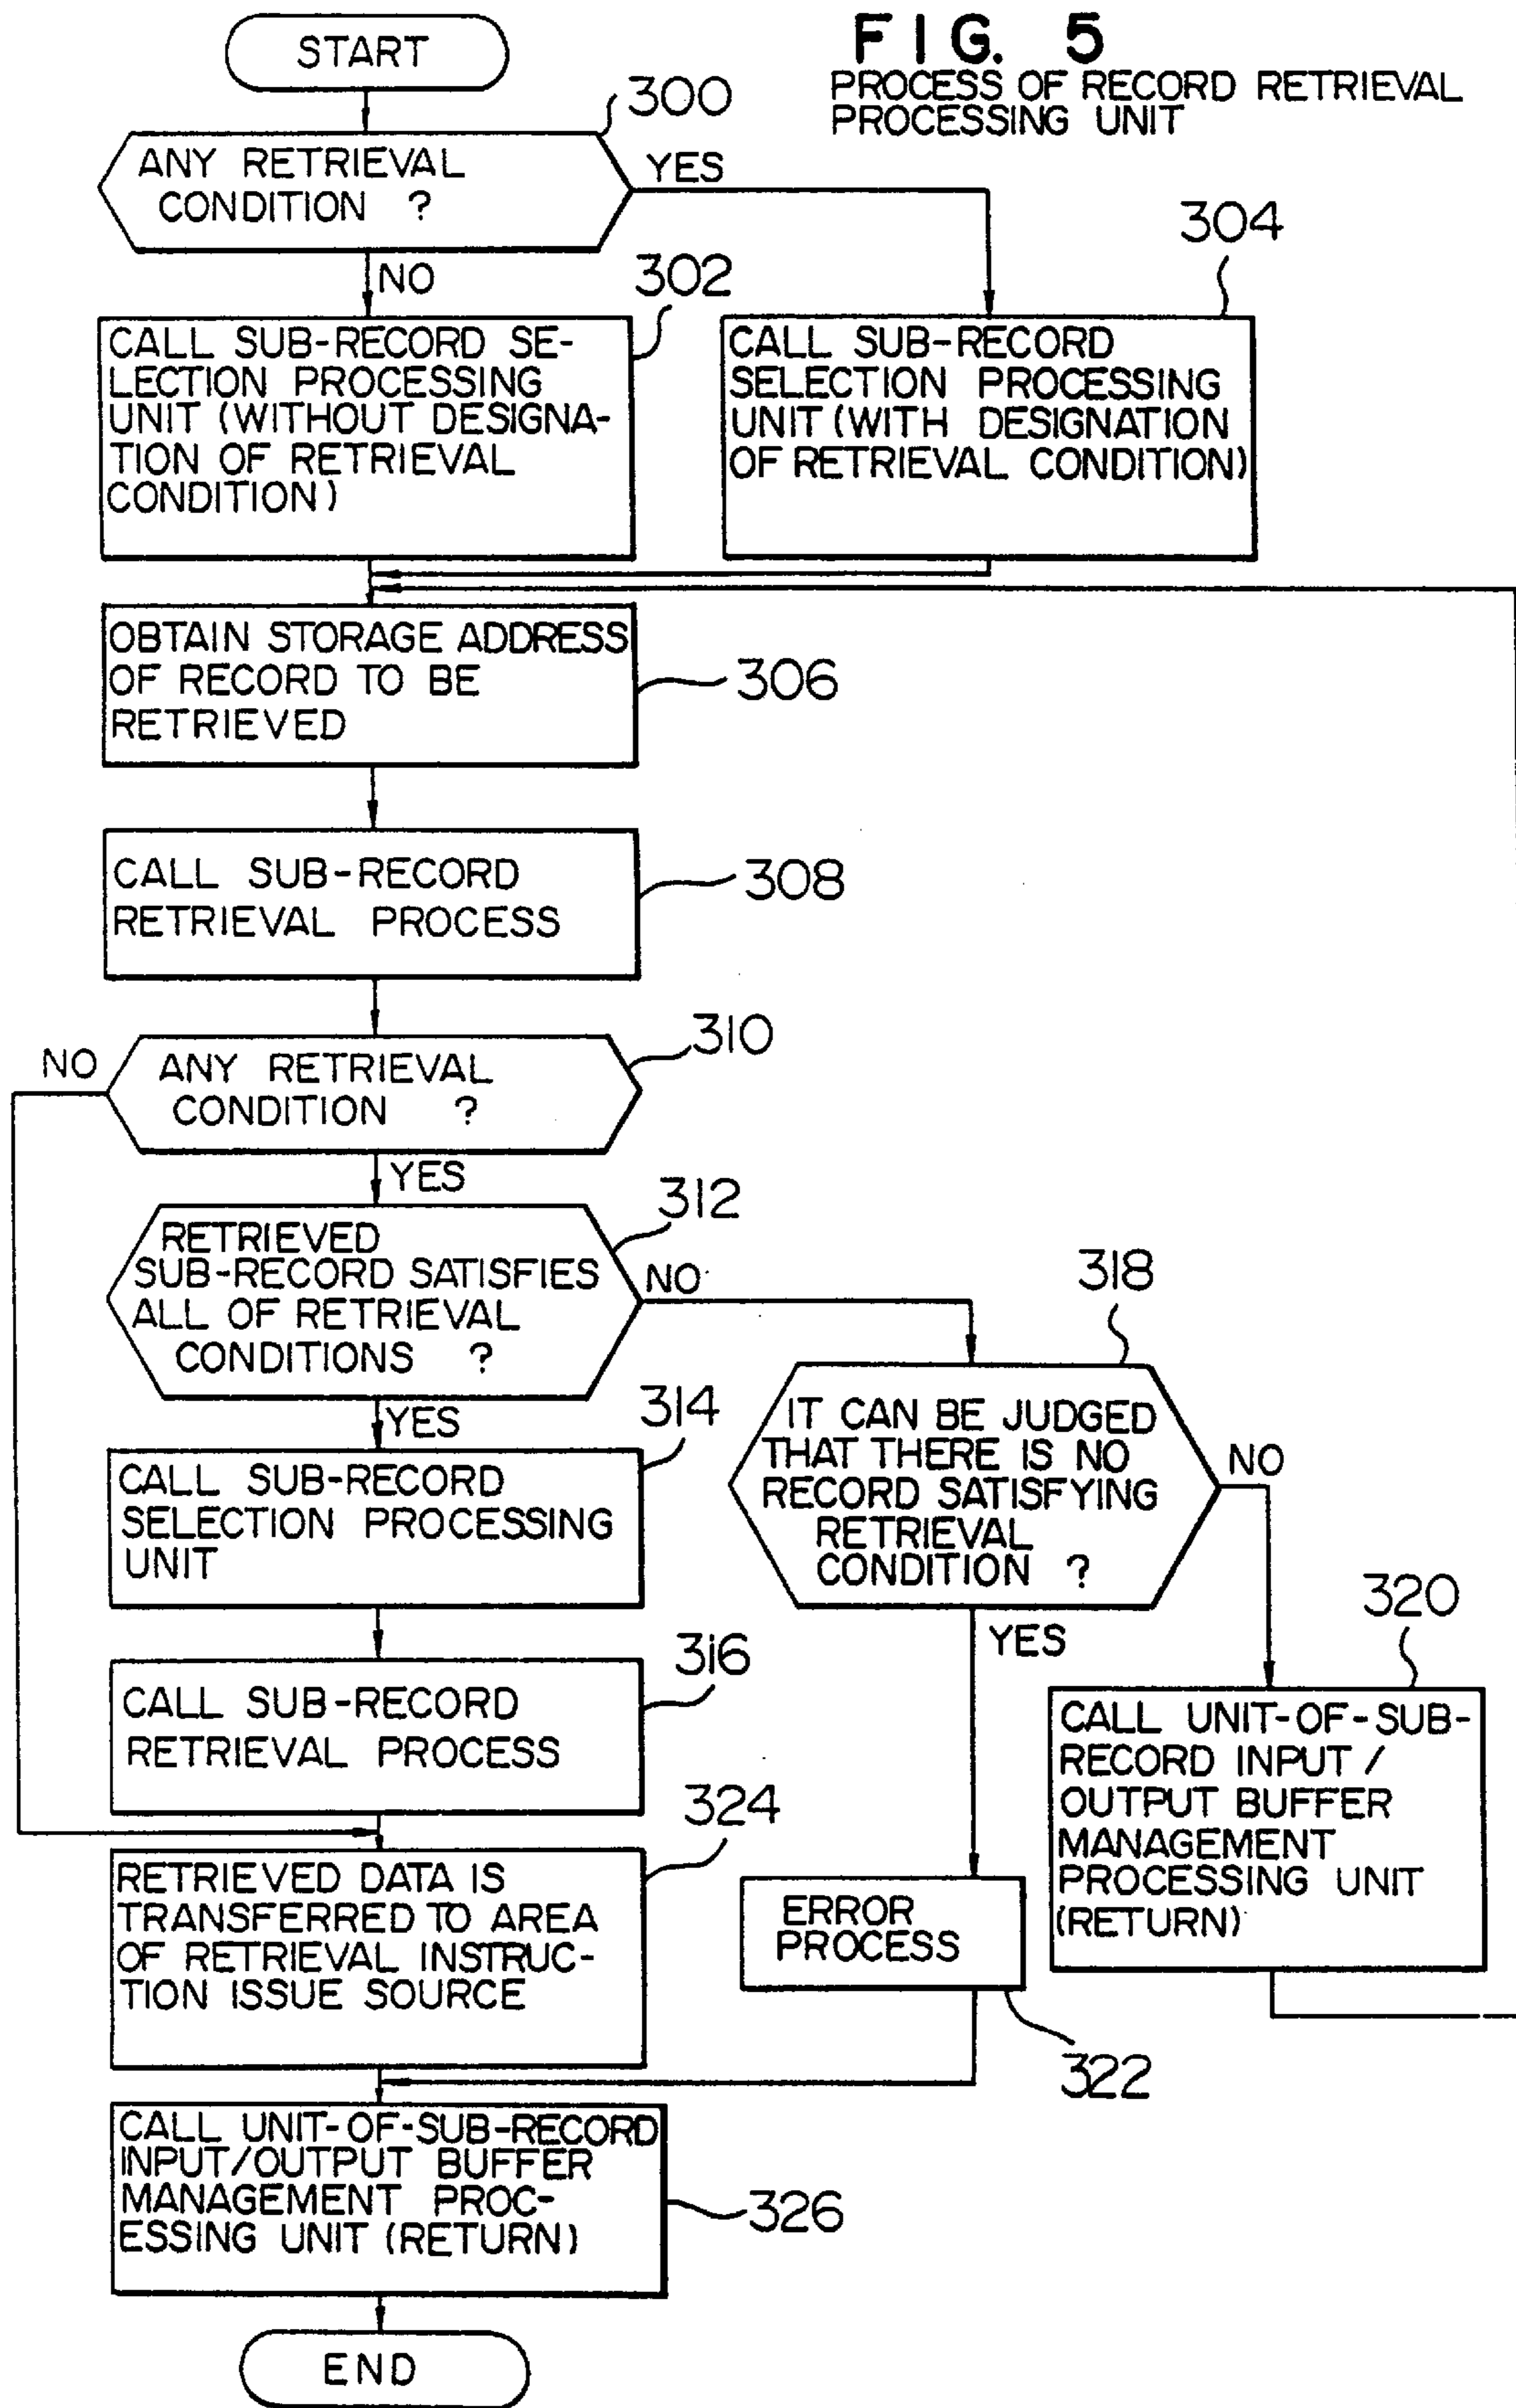 FIG. 5
PROCESS OF RECORD RETRIEVAL
PROCESSING UNIT
START
300
ANY RETRIEVAL
CONDITION ?
YES
NO
302
CALL SUB-RECORD SE-
LECTION PROCESSING
UNIT (WITHOUT DESIGNA-
TION OF RETRIEVAL
CONDITION)
304
CALL SUB-RECORD
SELECTION PROCESSING
UNIT (WITH DESIGNATION
OF RETRIEVAL CONDITION)
OBTAIN STORAGE ADDRESS
OF RECORD TO BE
RETRIEVED
306
CALL SUB-RECORD
RETRIEVAL PROCESS
308
310
NO
ANY RETRIEVAL
CONDITION ?
YES
312
RETRIEVED
SUB-RECORD SATISFIES
ALL OF RETRIEVAL
CONDITIONS ?
NO
YES
318
IT CAN BE JUDGED
THAT THERE IS NO
RECORD SATISFYING
RETRIEVAL
CONDITION ?
NO
YES
314
CALL SUB-RECORD
SELECTION PROCESSING
UNIT
316
CALL SUB-RECORD
RETRIEVAL PROCESS
320
CALL UNIT-OF-SUB-
RECORD INPUT /
OUTPUT BUFFER
MANAGEMENT
PROCESSING UNIT
(RETURN)
324
RETRIEVED DATA IS
TRANSFERRED TO AREA
OF RETRIEVAL INSTRUC-
TION ISSUE SOURCE
ERROR
PROCESS
322
CALL UNIT-OF-SUB-RECORD
INPUT/OUTPUT BUFFER
MANAGEMENT PROC-
ESSING UNIT (RETURN)
326
END